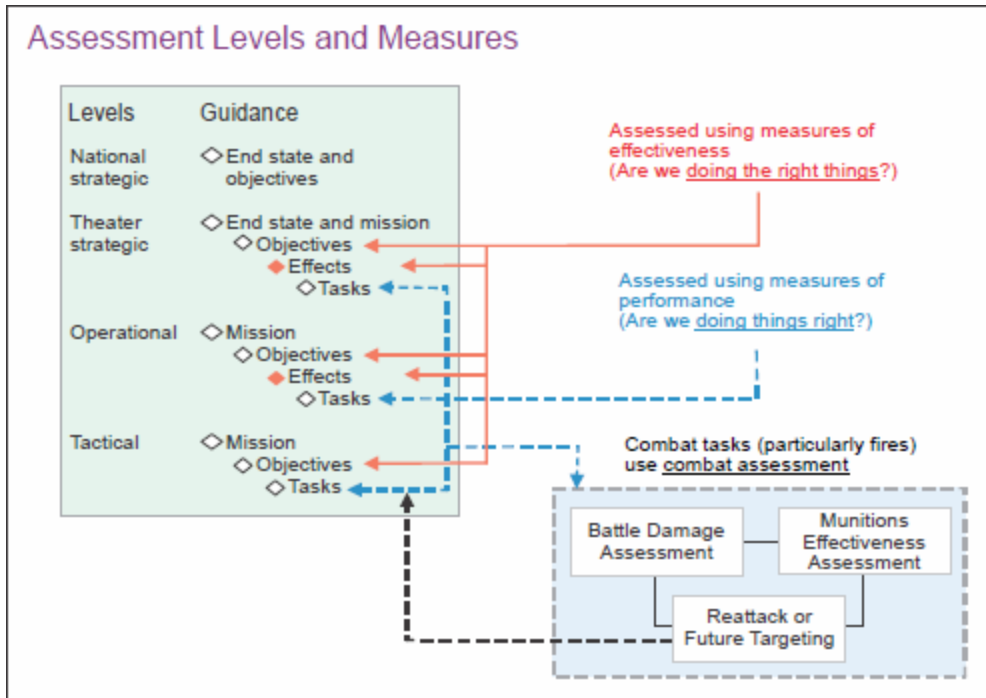 Assessment Levels and Measures
Levels
Guidance
National
strategic
End state and
objectives
Theater
strategic
End state and mission
Objectives
Effects
Tasks
Operational
Mission
Objectives
Effects
Tasks
Tactical
Mission
Objectives
Tasks
Assessed using measures of
effectiveness
(Are we doing the right things?)
Assessed using measures of
performance
(Are we doing things right?)
Combat tasks (particularly fires)
use combat assessment
Battle Damage
Assessment
Munitions
Effectiveness
Assessment
Reattack or
Future Targeting